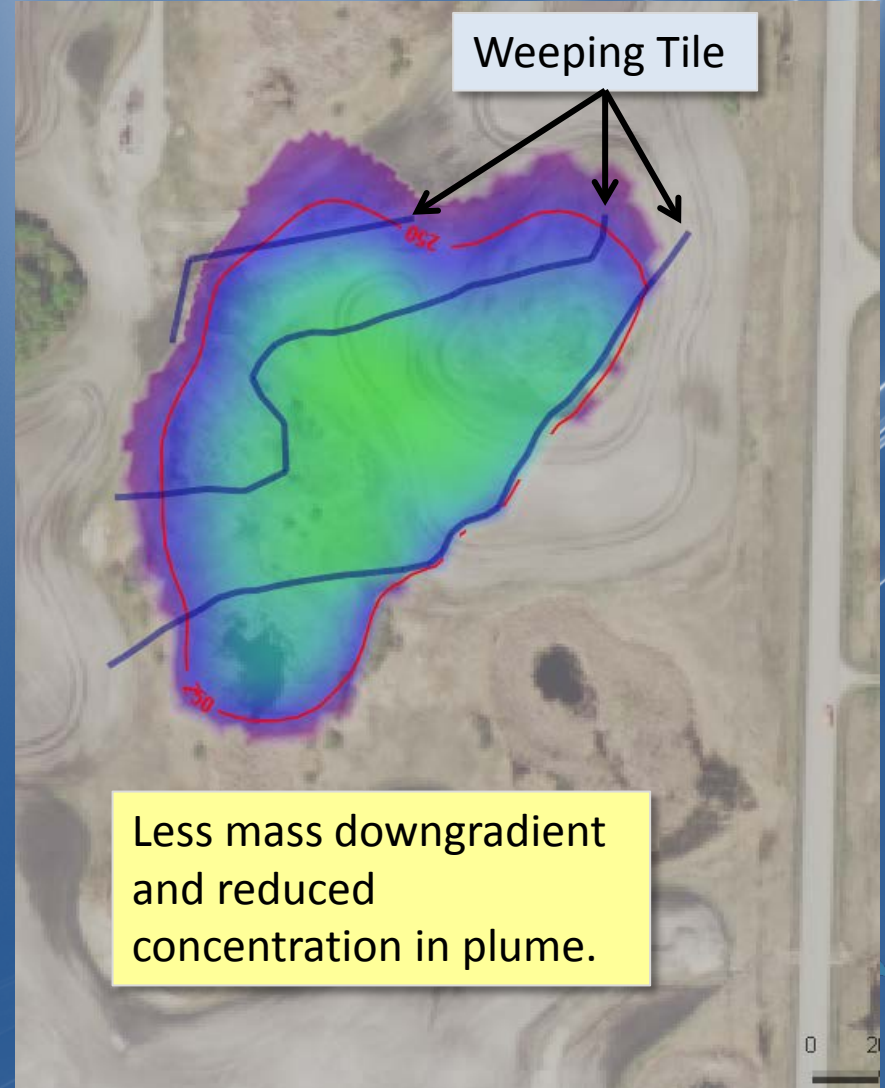 Weeping Tile
250
250
Less mass downgradient
and reduced
concentration in plume.
0